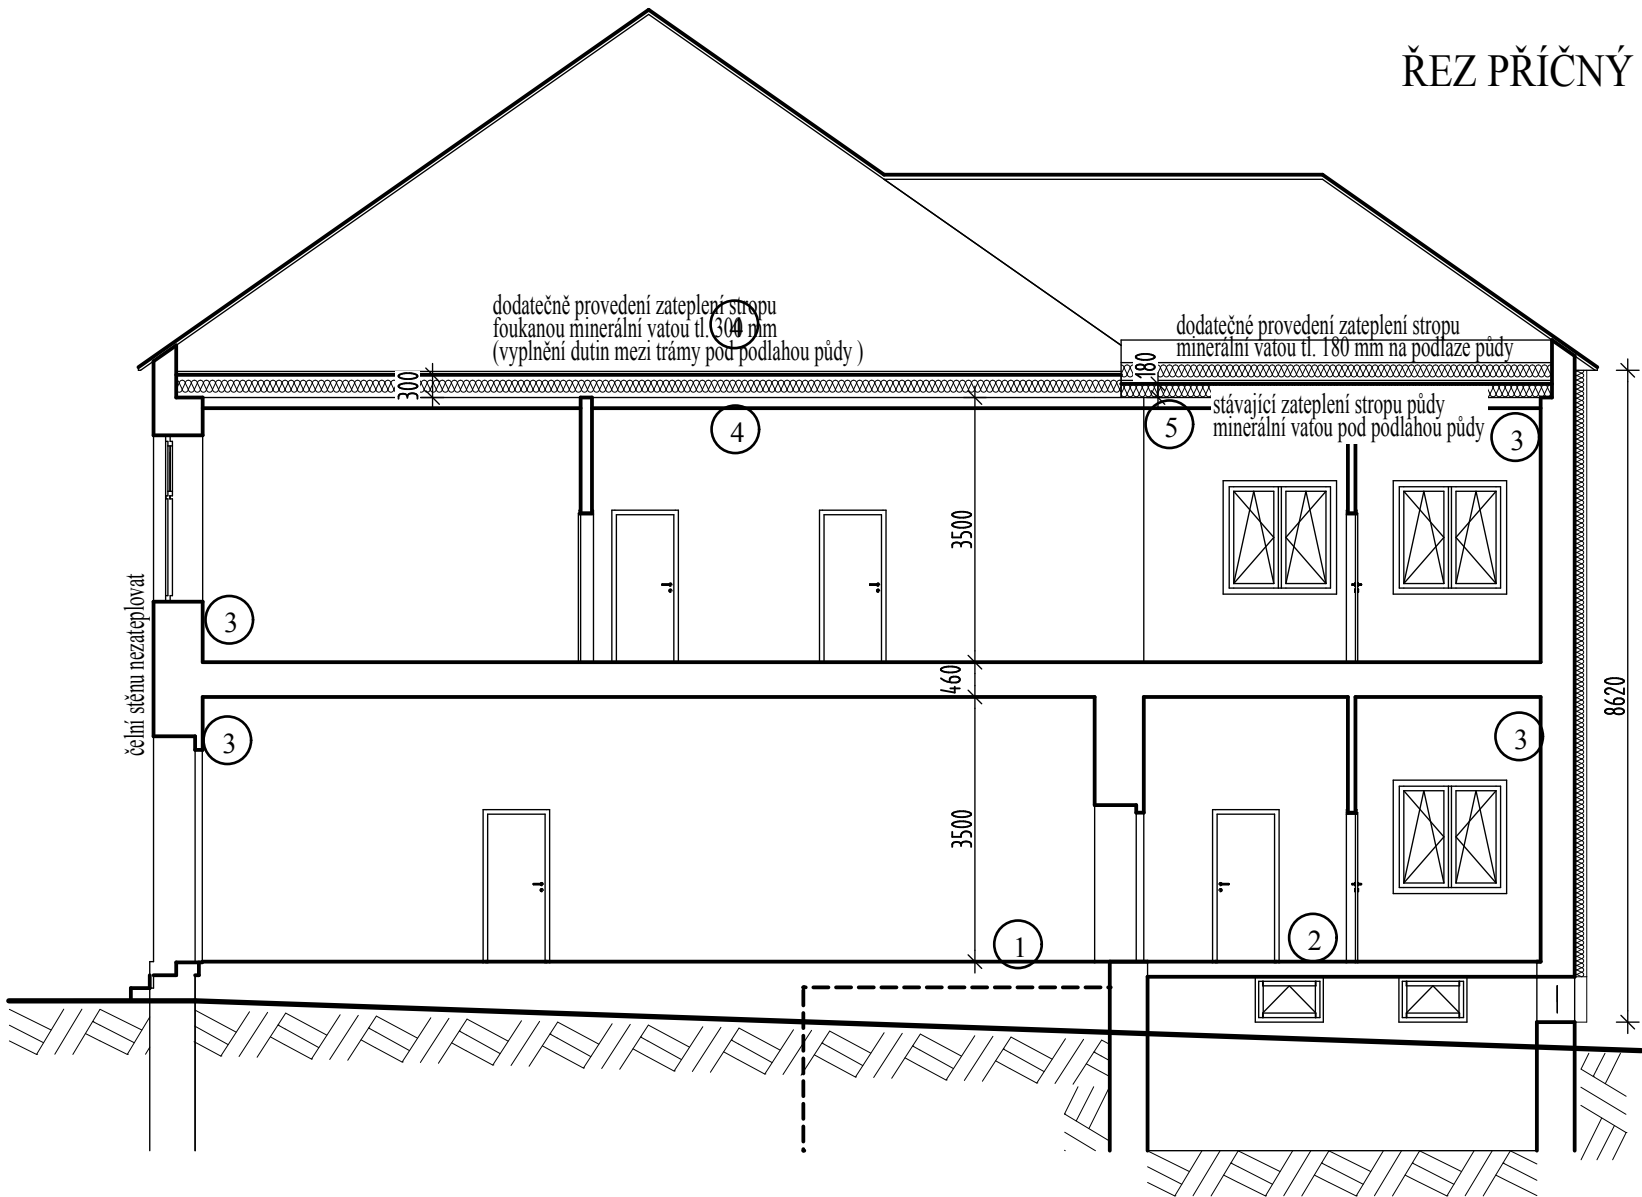 ŘEZ PŘÍČNÝ
dodatečně provedení zateplení stropu
foukanou minerální vatou tl. 300 mm
(vyplnění dutin mezi trámy pod podlahou půdy )
4
dodatečné provedení zateplení stropu
minerální vatou tl. 180 mm na podlaze půdy
180
300
stávající zateplení stropu půdy
minerální vatou pod podlahou půdy
4
5
3
3500
čelní stěnu nezateplovat
3
460
8620
3
3
3500
1
2